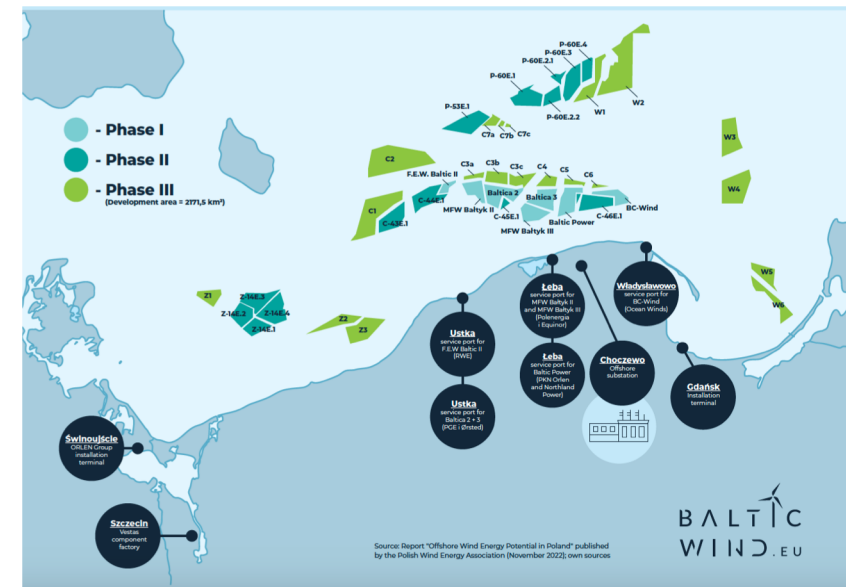 P-60E.4
P-60E.3
P-60E.2.1
P-60E.1
P-53E.1
P-60E.2.2
W1
W2
C7a
C7b
C7c
W3
W4
- Phase I
- Phase II
- Phase III
(Development area = 2171,5 km²)
C2
F.E.W. Baltic II
C3a
C3b
C3c
C4
C5
C6
C1
C-43E.1
C-44E.1
MFW Bałtyk II
Baltica 2
C-45E.1
Baltica 3
MFW Bałtyk III
Baltic Power
C-46E.1
BC-Wind
W5
W6
Z1
Z-14E.3
Z-14E.2
Z-14E.4
Z-14E.1
Z2
Z3
Ustka
service port for
F.E.W Baltic II
(RWE)
Ustka
service port for
Baltica 2 + 3
(PGE i Ørsted)
Łeba
service port for
MFW Bałtyk II
and MFW Bałtyk III
(Polenergia
i Equinor)
Łeba
service port for
Baltic Power
(PKN Orlen
and Northland
Power)
Choczewo
Offshore
substation
Władysławowo
service port for
BC-Wind
(Ocean Winds)
Gdańsk
Installation
terminal
Świnoujście
ORLEN Group
installation
terminal
Szczecin
Vestas
component
factory
Source: Report "Offshore Wind Energy Potential in Poland" published
by the Polish Wind Energy Association (November 2022); own sources
BALTIC
WIND.EU